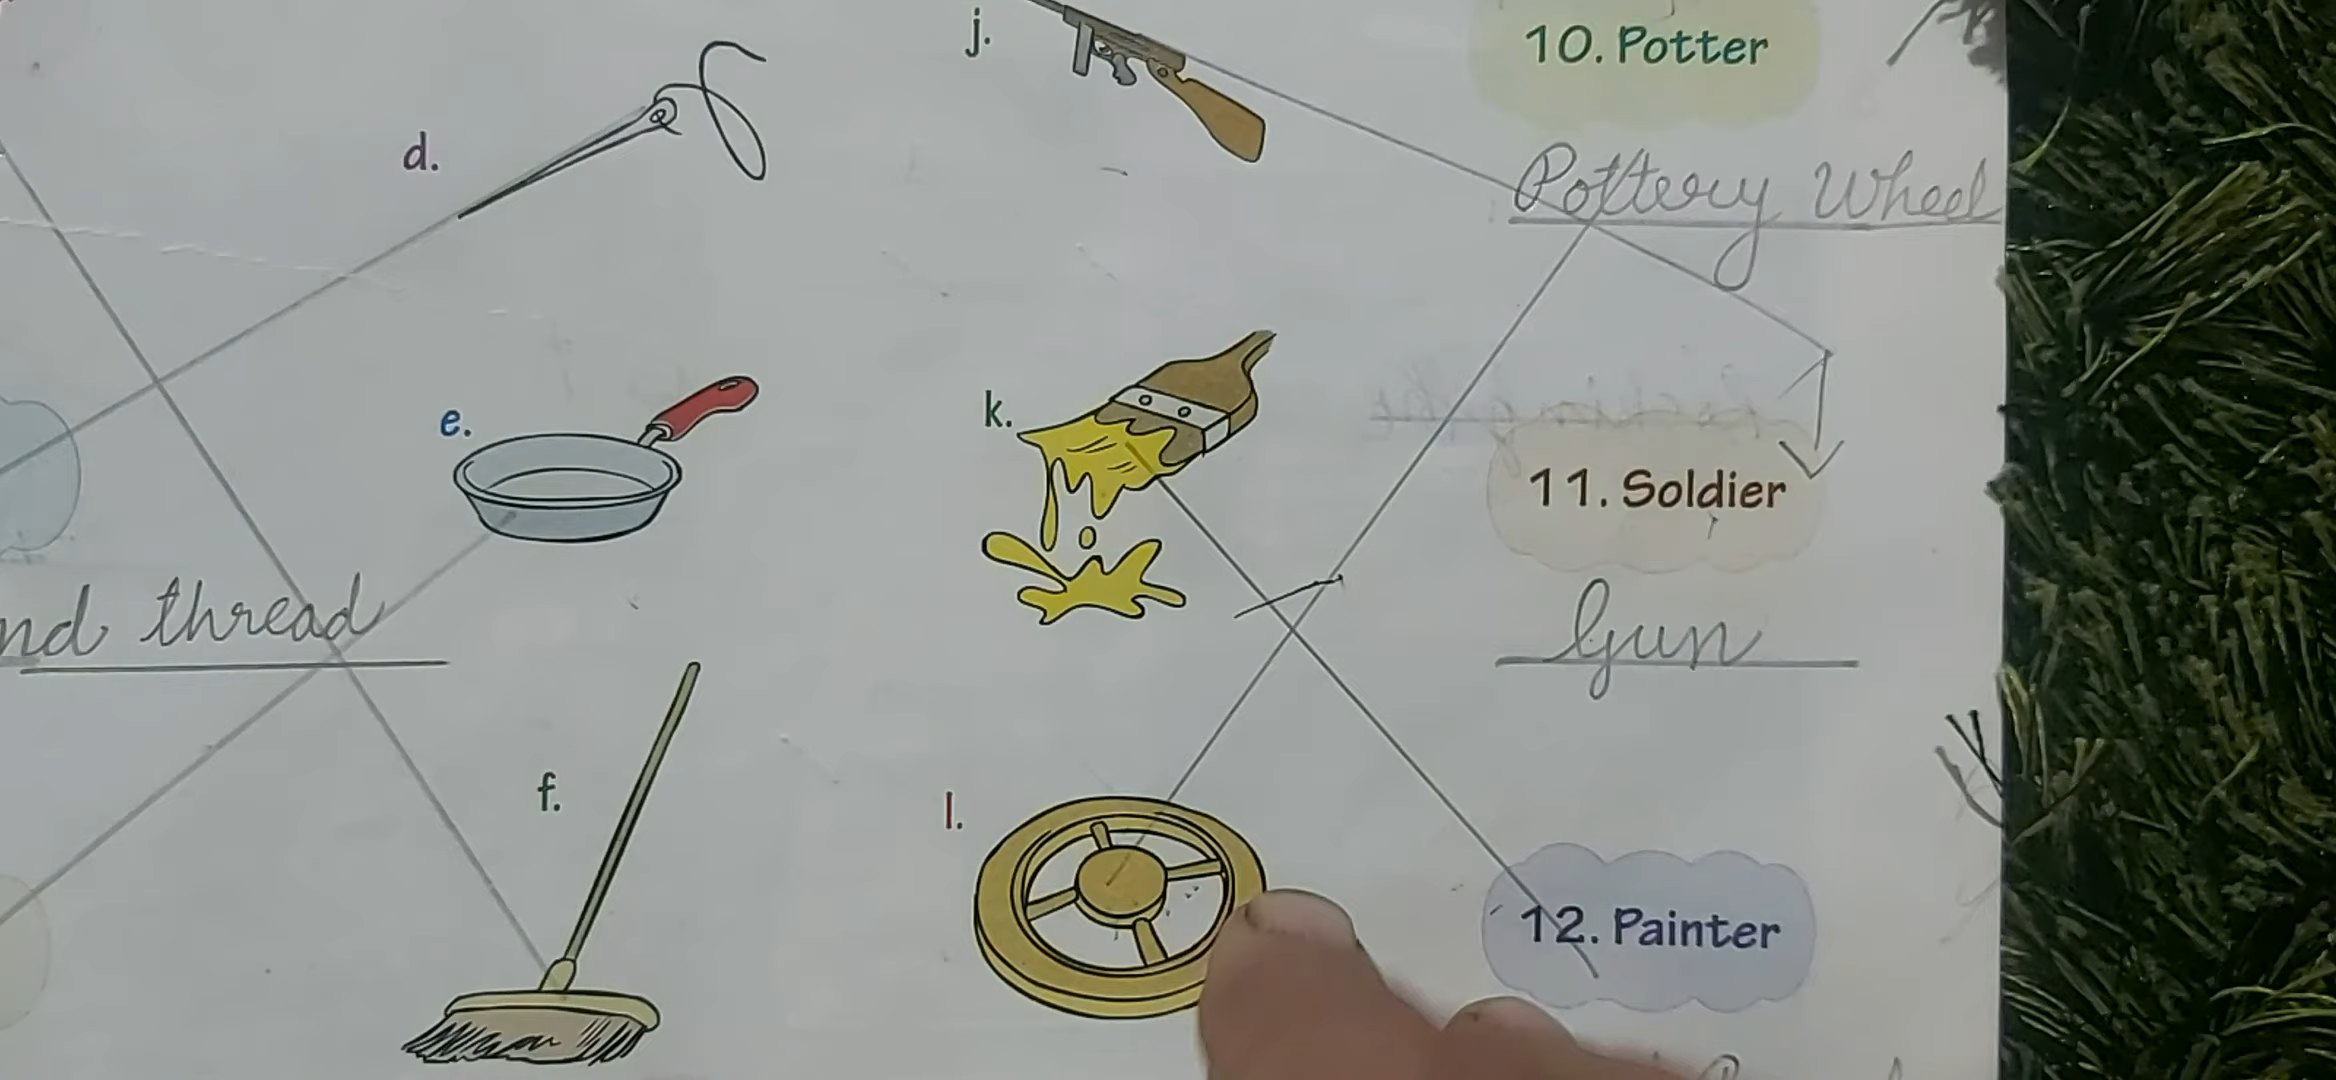 j.
10. Potter
d.
Pottery Wheel
e.
k.
11. Soldier
nd thread
Gun
f.
l.
12. Painter